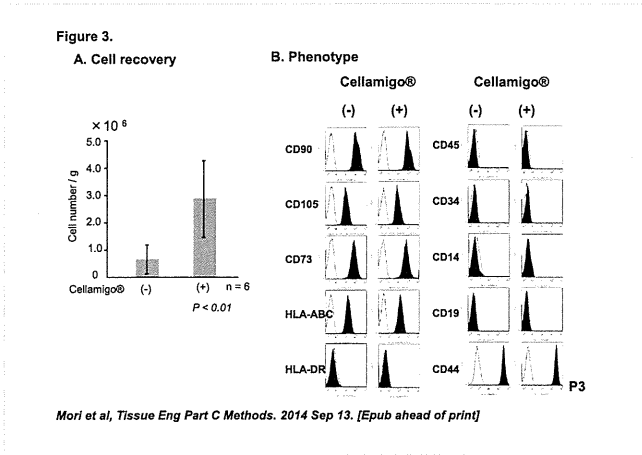 Figure 3.
A. Cell recovery
× 10 6
5.0
4.0
3.0
2.0
1.0
0
Cell number / g
Cellamigo® (-) (+) n = 6
P < 0.01
B. Phenotype
Cellamigo® Cellamigo®
(-) (+) (-) (+)
CD90 CD45
CD105 CD34
CD73 CD14
HLA-ABC CD19
HLA-DR CD44
P3
Mori et al, Tissue Eng Part C Methods. 2014 Sep 13. [Epub ahead of print]